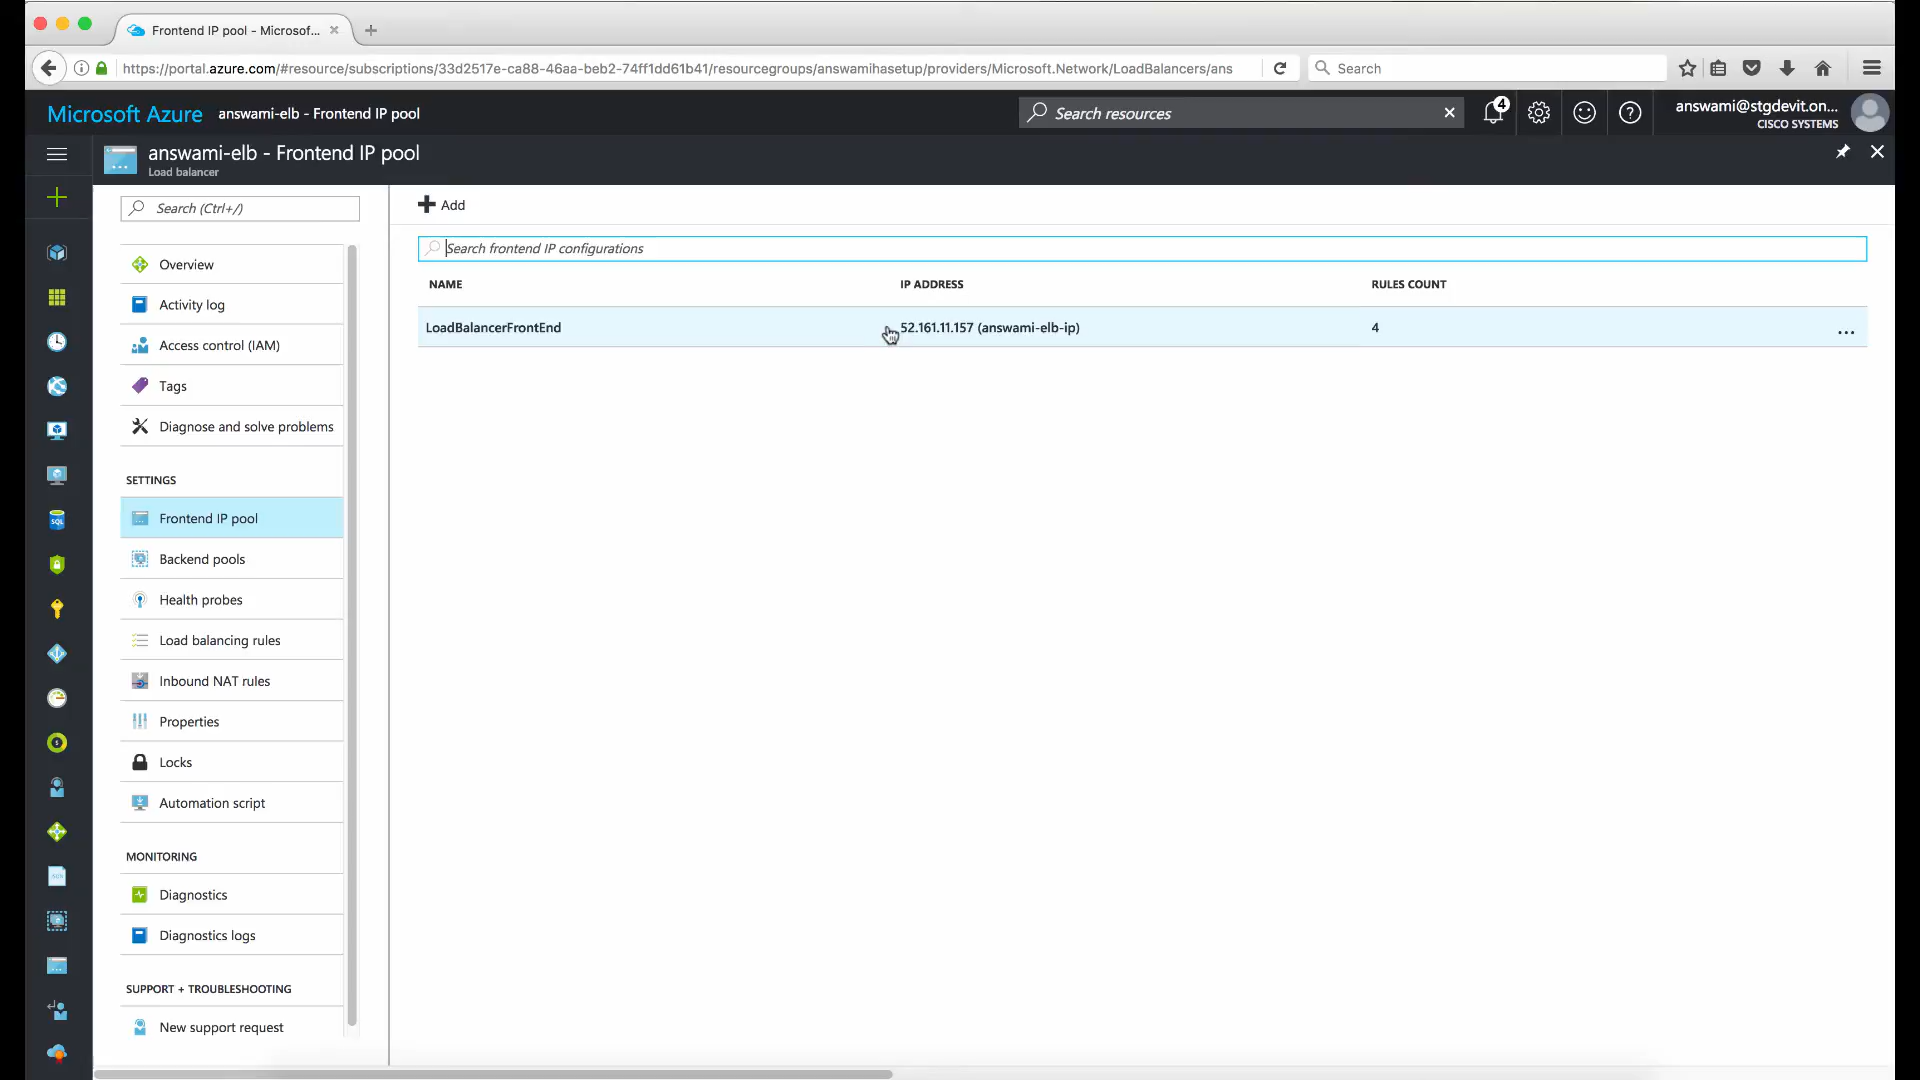 Frontend IP pool - Microsof...
https://portal.azure.com/#resource/subscriptions/33d2517e-ca88-46aa-beb2-74ff1dd61b41/resourcegroups/answamihasetup/providers/Microsoft.Network/LoadBalancers/ans
Search
Microsoft Azure
answami-elb - Frontend IP pool
Search resources
4
answami@stgdevit.on...
CISCO SYSTEMS
answami-elb - Frontend IP pool
Load balancer
Search (Ctrl+/)
Overview
Activity log
Access control (IAM)
Tags
Diagnose and solve problems
SETTINGS
Frontend IP pool
Backend pools
Health probes
Load balancing rules
Inbound NAT rules
Properties
Locks
Automation script
MONITORING
Diagnostics
Diagnostics logs
SUPPORT + TROUBLESHOOTING
New support request
Add
Search frontend IP configurations
NAME IP ADDRESS RULES COUNT
LoadBalancerFrontEnd 52.161.11.157 (answami-elb-ip) 4 ...
SQL